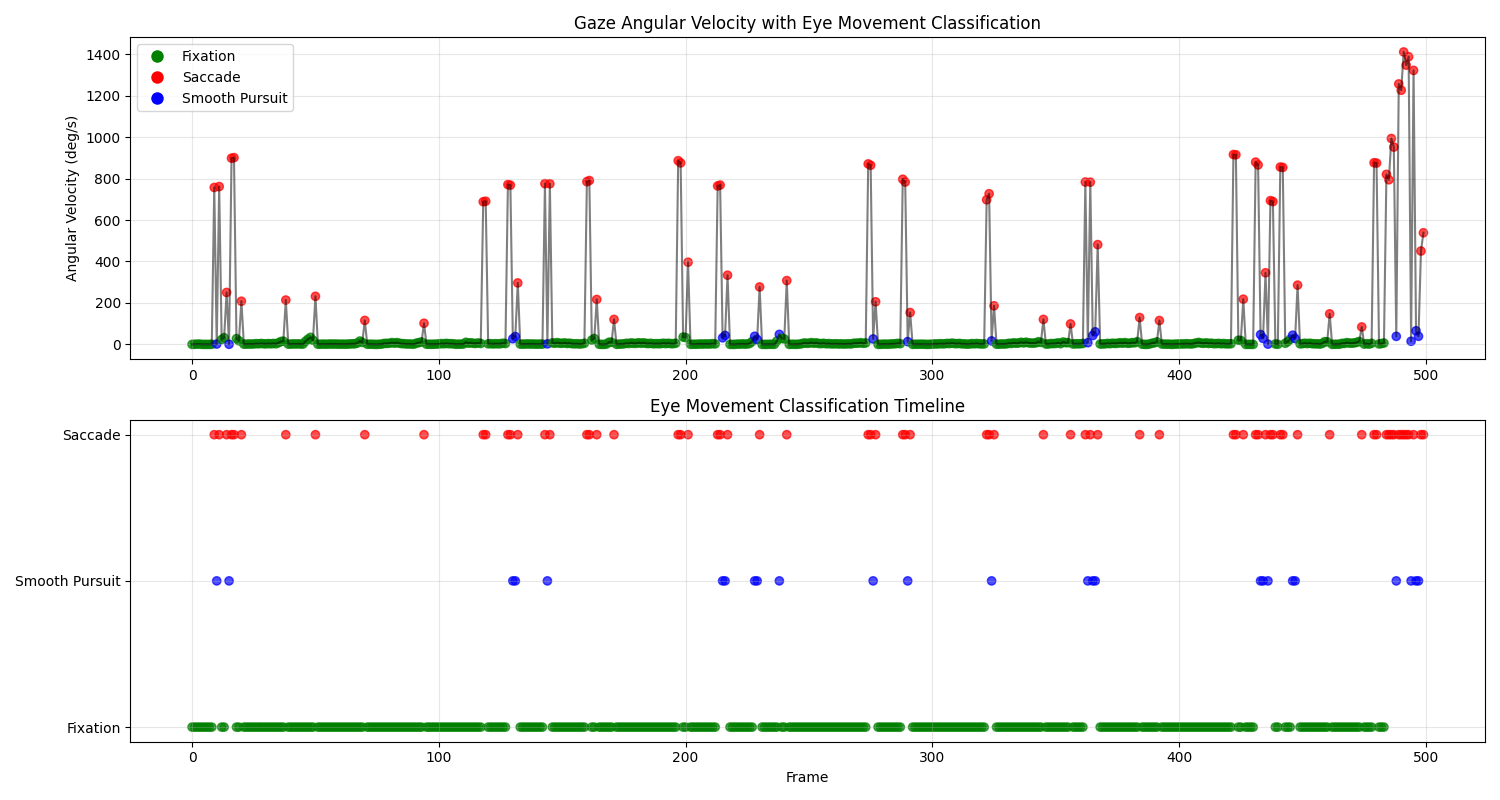 Gaze Angular Velocity with Eye Movement Classification
Angular Velocity (deg/s)
1400
1200
1000
800
600
400
200
0
Fixation
Saccade
Smooth Pursuit
0 100 200 300 400 500
Eye Movement Classification Timeline
Saccade
Smooth Pursuit
Fixation
0 100 200 300 400 500
Frame